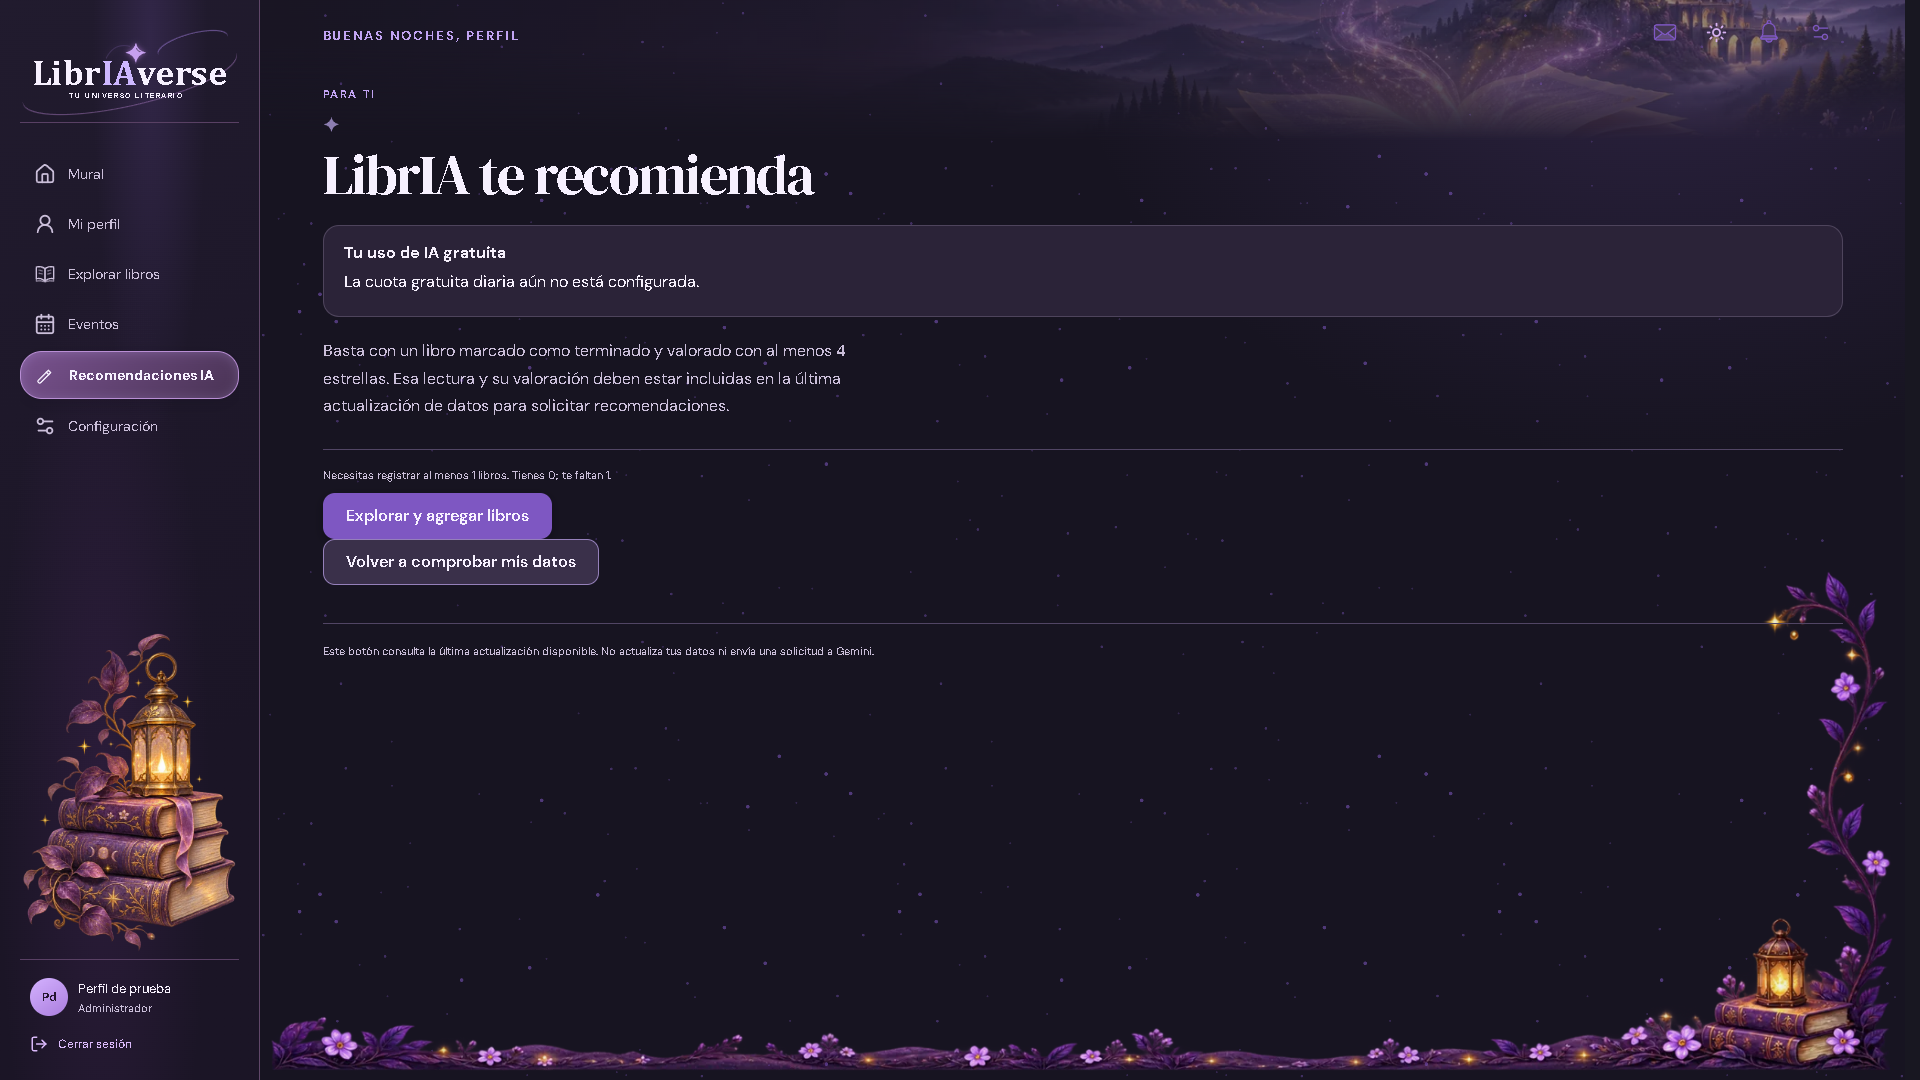 LibrIAverse
TU UNIVERSO LITERARIO
Mural
Mi perfil
Explorar libros
Eventos
Recomendaciones IA
Configuración
Pd
Perfil de prueba
Administrador
Cerrar sesión
BUENAS NOCHES, PERFIL
PARA TI
LibrIA te recomienda
Tu uso de IA gratuita
La cuota gratuita diaria aún no está configurada.
Basta con un libro marcado como terminado y valorado con al menos 4
estrellas. Esa lectura y su valoración deben estar incluidas en la última
actualización de datos para solicitar recomendaciones.
Necesitas registrar al menos 1 libros. Tienes 0; te faltan 1.
Explorar y agregar libros
Volver a comprobar mis datos
Este botón consulta la última actualización disponible. No actualiza tus datos ni envía una solicitud a Gemini.